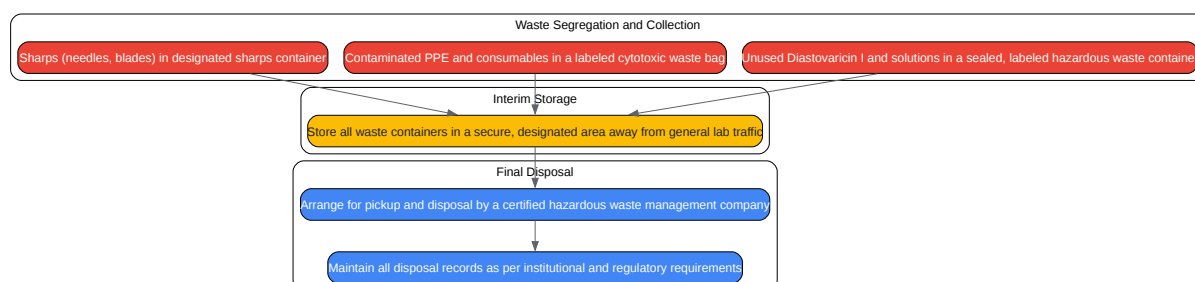 Waste Segregation and Collection
Sharps (needles, blades) in designated sharps container
Contaminated PPE and consumables in a labeled cytotoxic waste bag
Unused Diastovaricin I and solutions in a sealed, labeled hazardous waste container
Interim Storage
Store all waste containers in a secure, designated area away from general lab traffic
Final Disposal
Arrange for pickup and disposal by a certified hazardous waste management company
Maintain all disposal records as per institutional and regulatory requirements